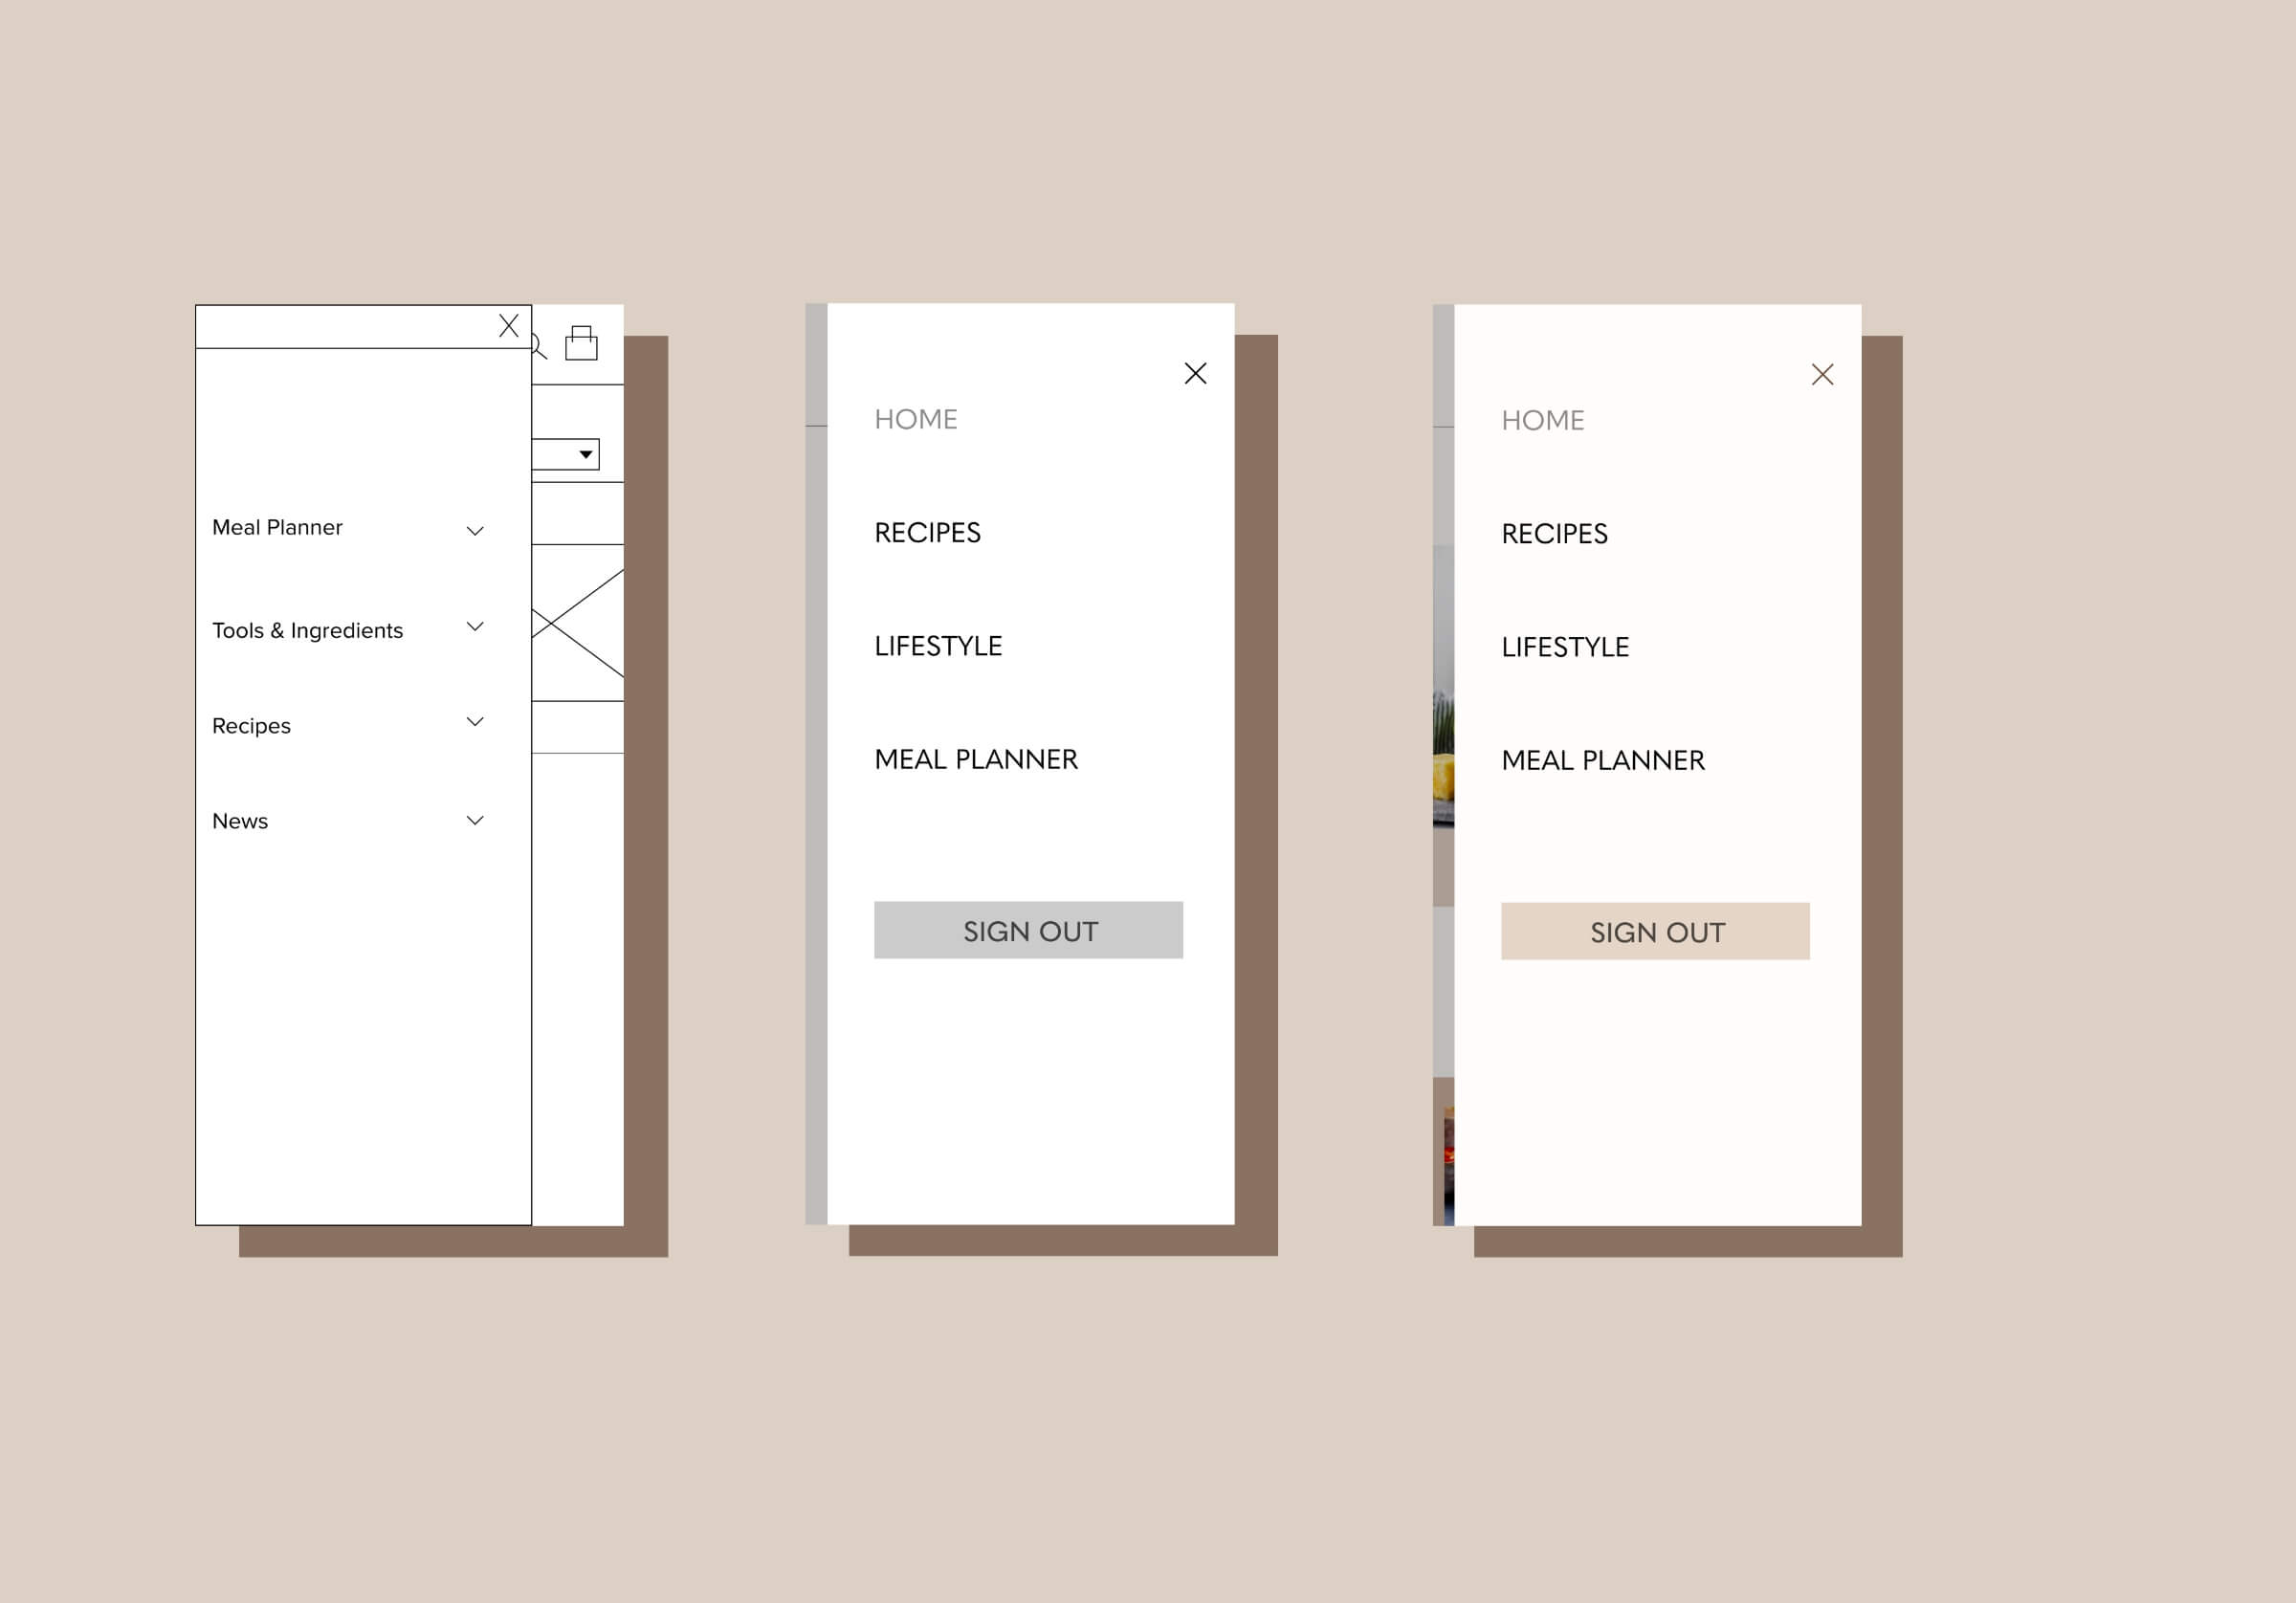 Meal Planner
Tools & Ingredients
Recipes
News
HOME
RECIPES
LIFESTYLE
MEAL PLANNER
SIGN OUT
HOME
RECIPES
LIFESTYLE
MEAL PLANNER
SIGN OUT